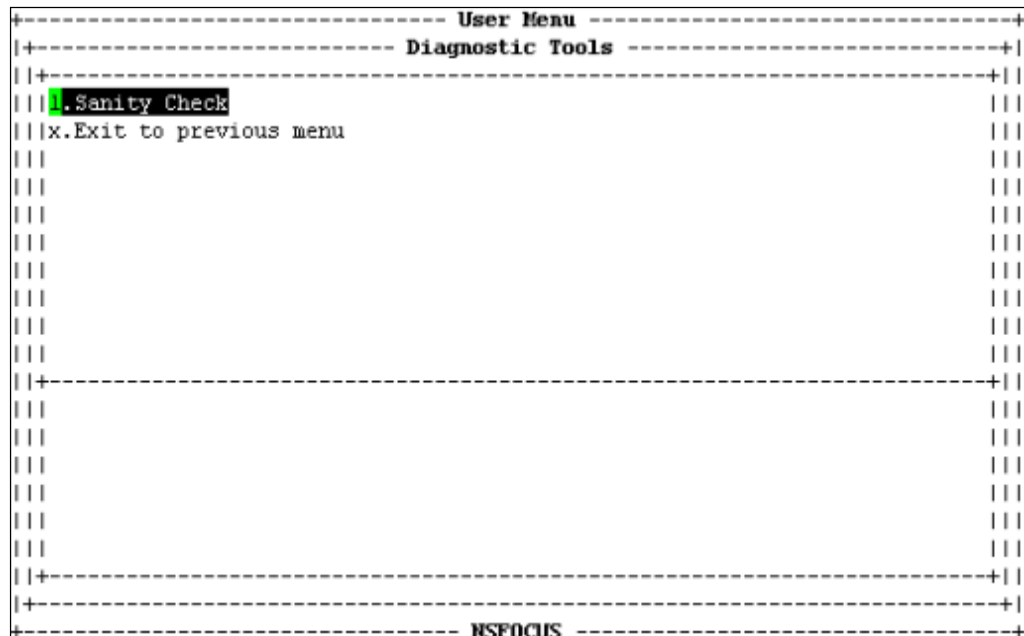 User Menu
Diagnostic Tools
1.Sanity Check
x.Exit to previous menu
NSFOCUS